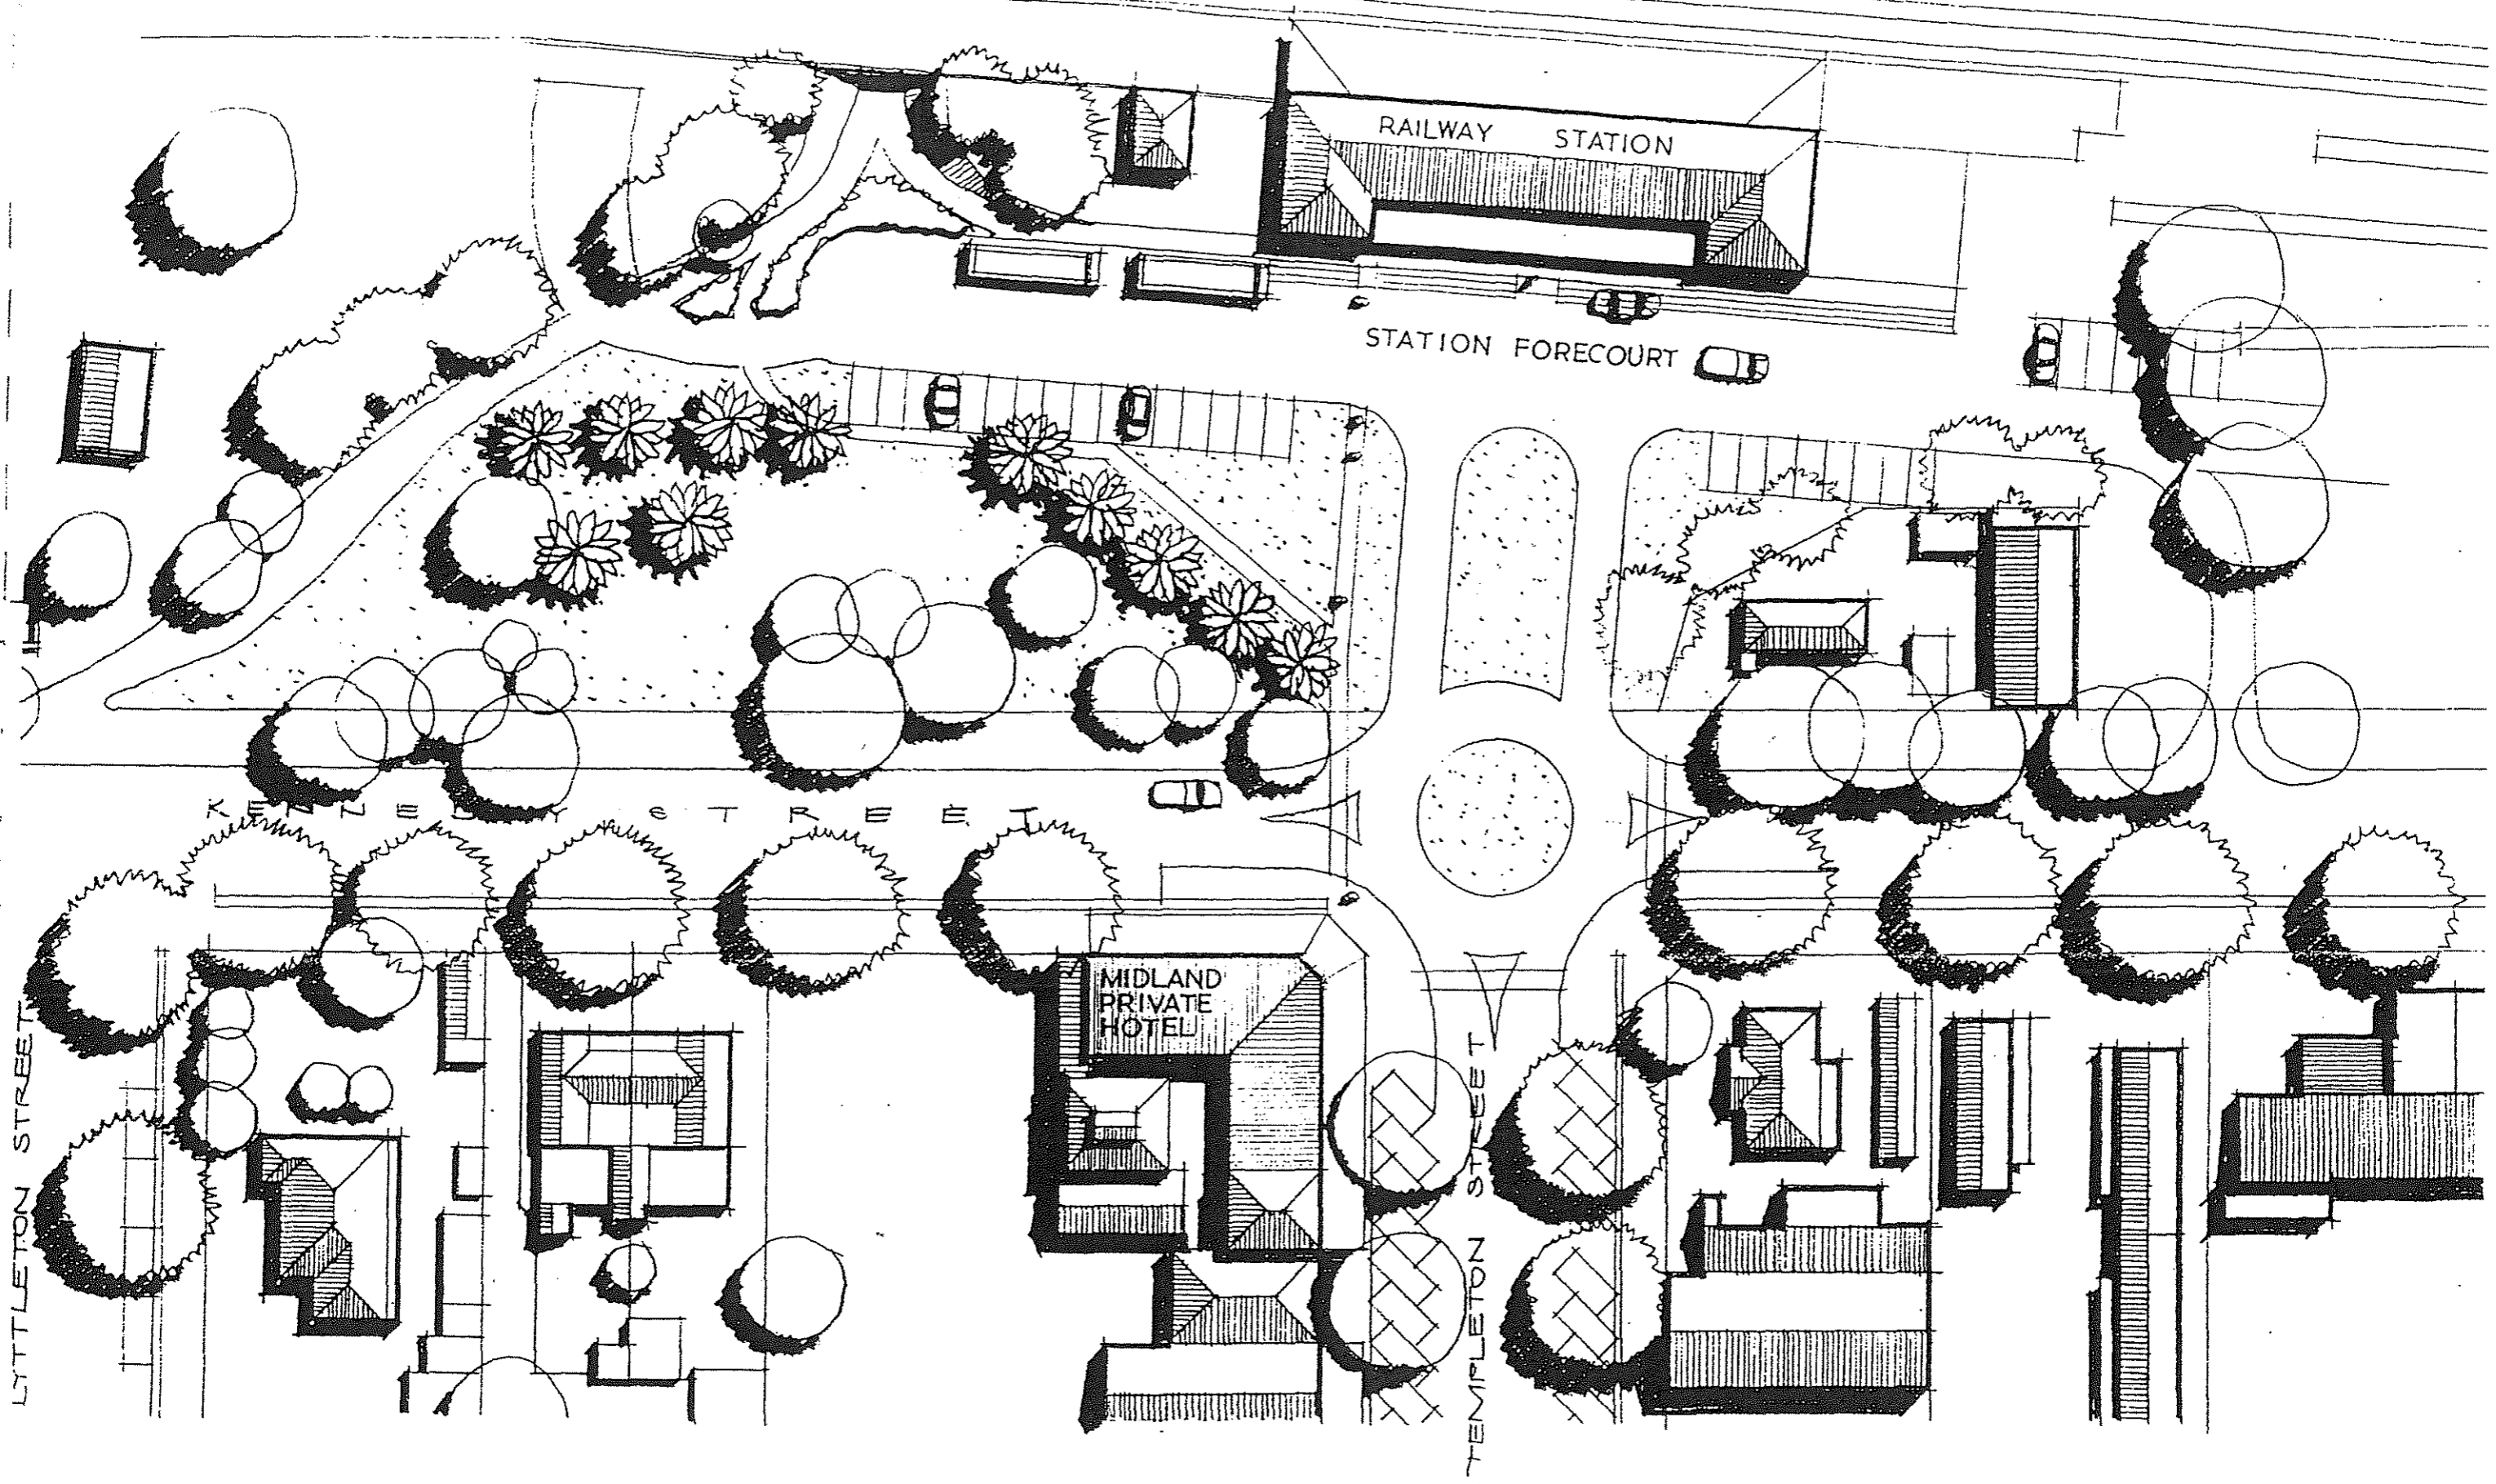 RAILWAY STATION
STATION FORECOURT
KENNEDY STREET
MIDLAND
PRIVATE
HOTEL
LYTTLETON STREET
TEMPLETON STREET